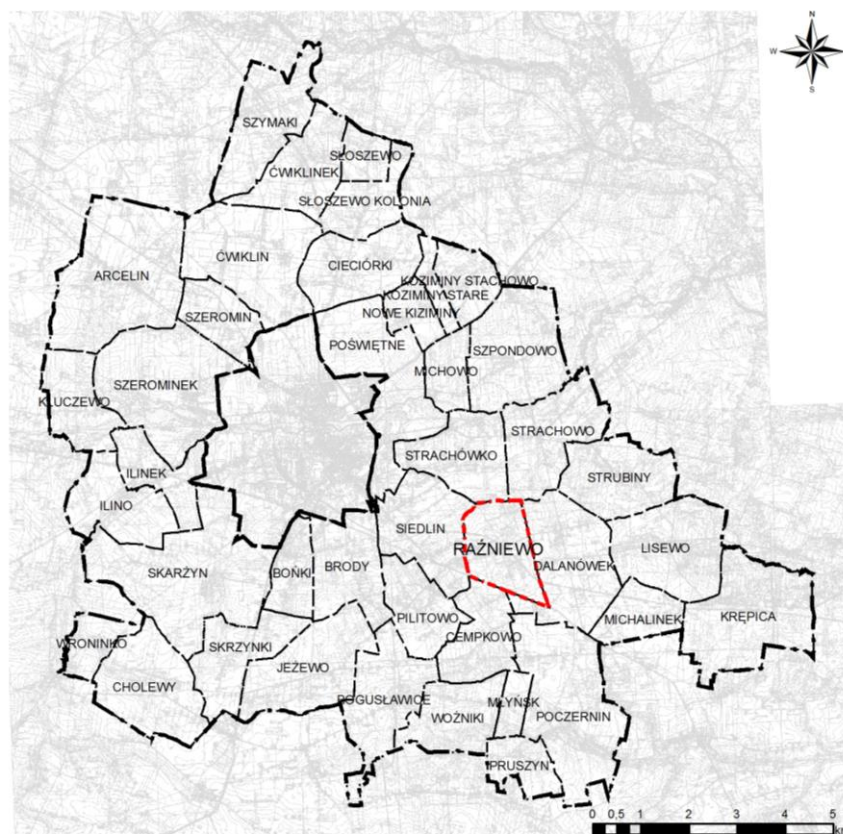 N
W
S
SZYMAKI
SŁOSZEWO
ĆWIKLINEK
SŁOSZEWO KOLONIA
ĆWIKLIN
CIECIÓRKI
ARCELIN
KOZIMINY STACHOWO
KOZIMINY STARE
NOWE KIZIMINY
SZEROMIN
POŚWIĘTNE
SZPONDOWO
MICHOWO
SZEROMINEK
KLUCZEWO
STRACHOWO
STRACHÓWKO
ILINEK
STRUBINY
ILINO
SIEDLIN
RAŹNIEWO
LISEWO
DALANÓWEK
BRODY
BOŃKI
SKARŻYN
PILITOWO
MICHALINEK
KRĘPICA
CEMPKOWO
WRONINKO
SKRZYNKI
JEŻEWO
CHOLEWY
BOGUSŁAWICE
MŁYŃSK
WOŹNIKI
POCZERNIN
PRUSZYN
0 0,5 1 2 3 4 5